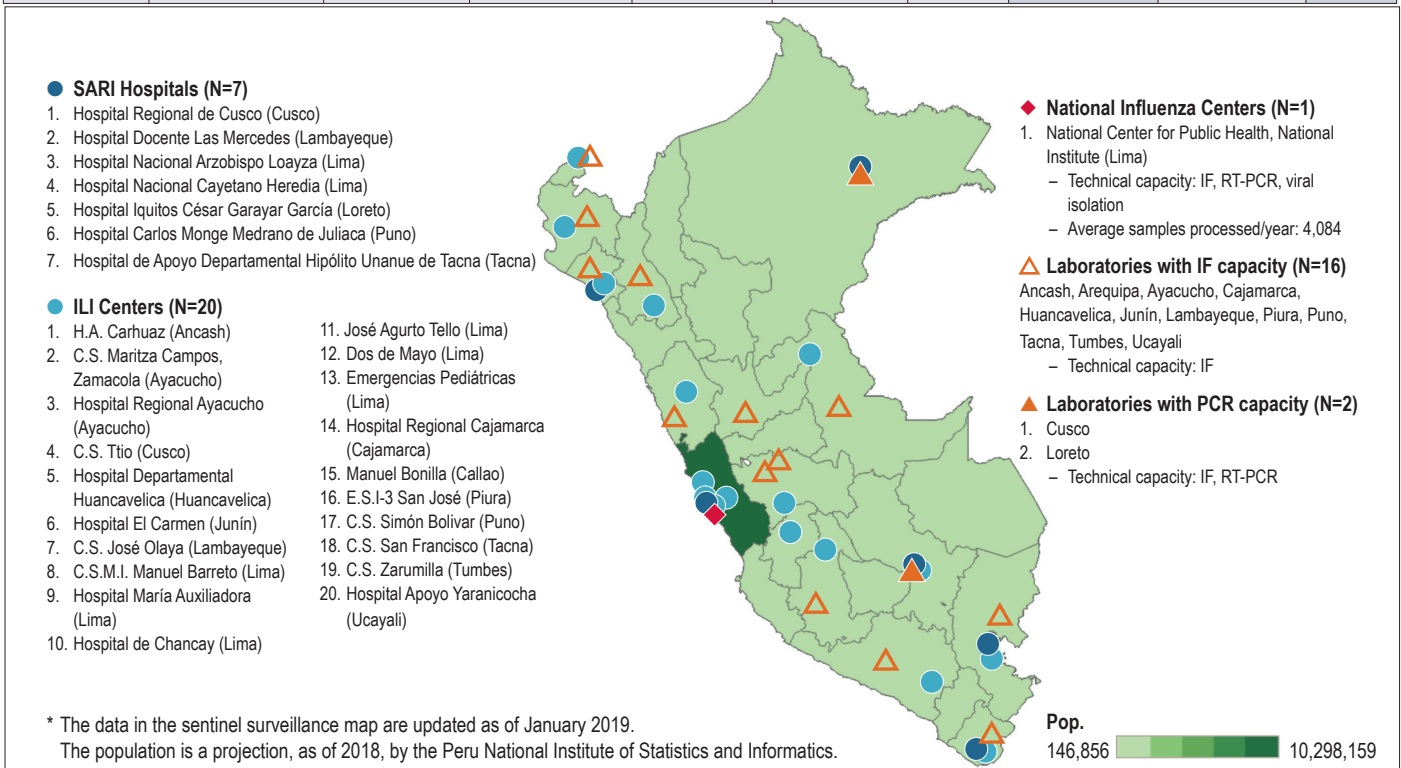 SARI Hospitals (N=7)
1. Hospital Regional de Cusco (Cusco)
2. Hospital Docente Las Mercedes (Lambayeque)
3. Hospital Nacional Arzobispo Loayza (Lima)
4. Hospital Nacional Cayetano Heredia (Lima)
5. Hospital Iquitos César Garayar García (Loreto)
6. Hospital Carlos Monge Medrano de Juliaca (Puno)
7. Hospital de Apoyo Departamental Hipólito Unanue de Tacna (Tacna)
ILI Centers (N=20)
1. H.A. Carhuaz (Ancash)
2. C.S. Maritza Campos,
Zamacola (Ayacucho)
3. Hospital Regional Ayacucho
(Ayacucho)
4. C.S. Ttio (Cusco)
5. Hospital Departamental
Huancavelica (Huancavelica)
6. Hospital El Carmen (Junín)
7. C.S. José Olaya (Lambayeque)
8. C.S.M.I. Manuel Barreto (Lima)
9. Hospital María Auxiliadora
(Lima)
10. Hospital de Chancay (Lima)
11. José Agurto Tello (Lima)
12. Dos de Mayo (Lima)
13. Emergencias Pediátricas
(Lima)
14. Hospital Regional Cajamarca
(Cajamarca)
15. Manuel Bonilla (Callao)
16. E.S.I-3 San José (Piura)
17. C.S. Simón Bolivar (Puno)
18. C.S. San Francisco (Tacna)
19. C.S. Zarumilla (Tumbes)
20. Hospital Apoyo Yaranicocha
(Ucayali)
National Influenza Centers (N=1)
1. National Center for Public Health, National
Institute (Lima)
– Technical capacity: IF, RT-PCR, viral
isolation
– Average samples processed/year: 4,084
Laboratories with IF capacity (N=16)
Ancash, Arequipa, Ayacucho, Cajamarca,
Huancavelica, Junín, Lambayeque, Piura, Puno,
Tacna, Tumbes, Ucayali
– Technical capacity: IF
Laboratories with PCR capacity (N=2)
1. Cusco
2. Loreto
– Technical capacity: IF, RT-PCR
* The data in the sentinel surveillance map are updated as of January 2019.
The population is a projection, as of 2018, by the Peru National Institute of Statistics and Informatics.
Pop.
146,856 10,298,159